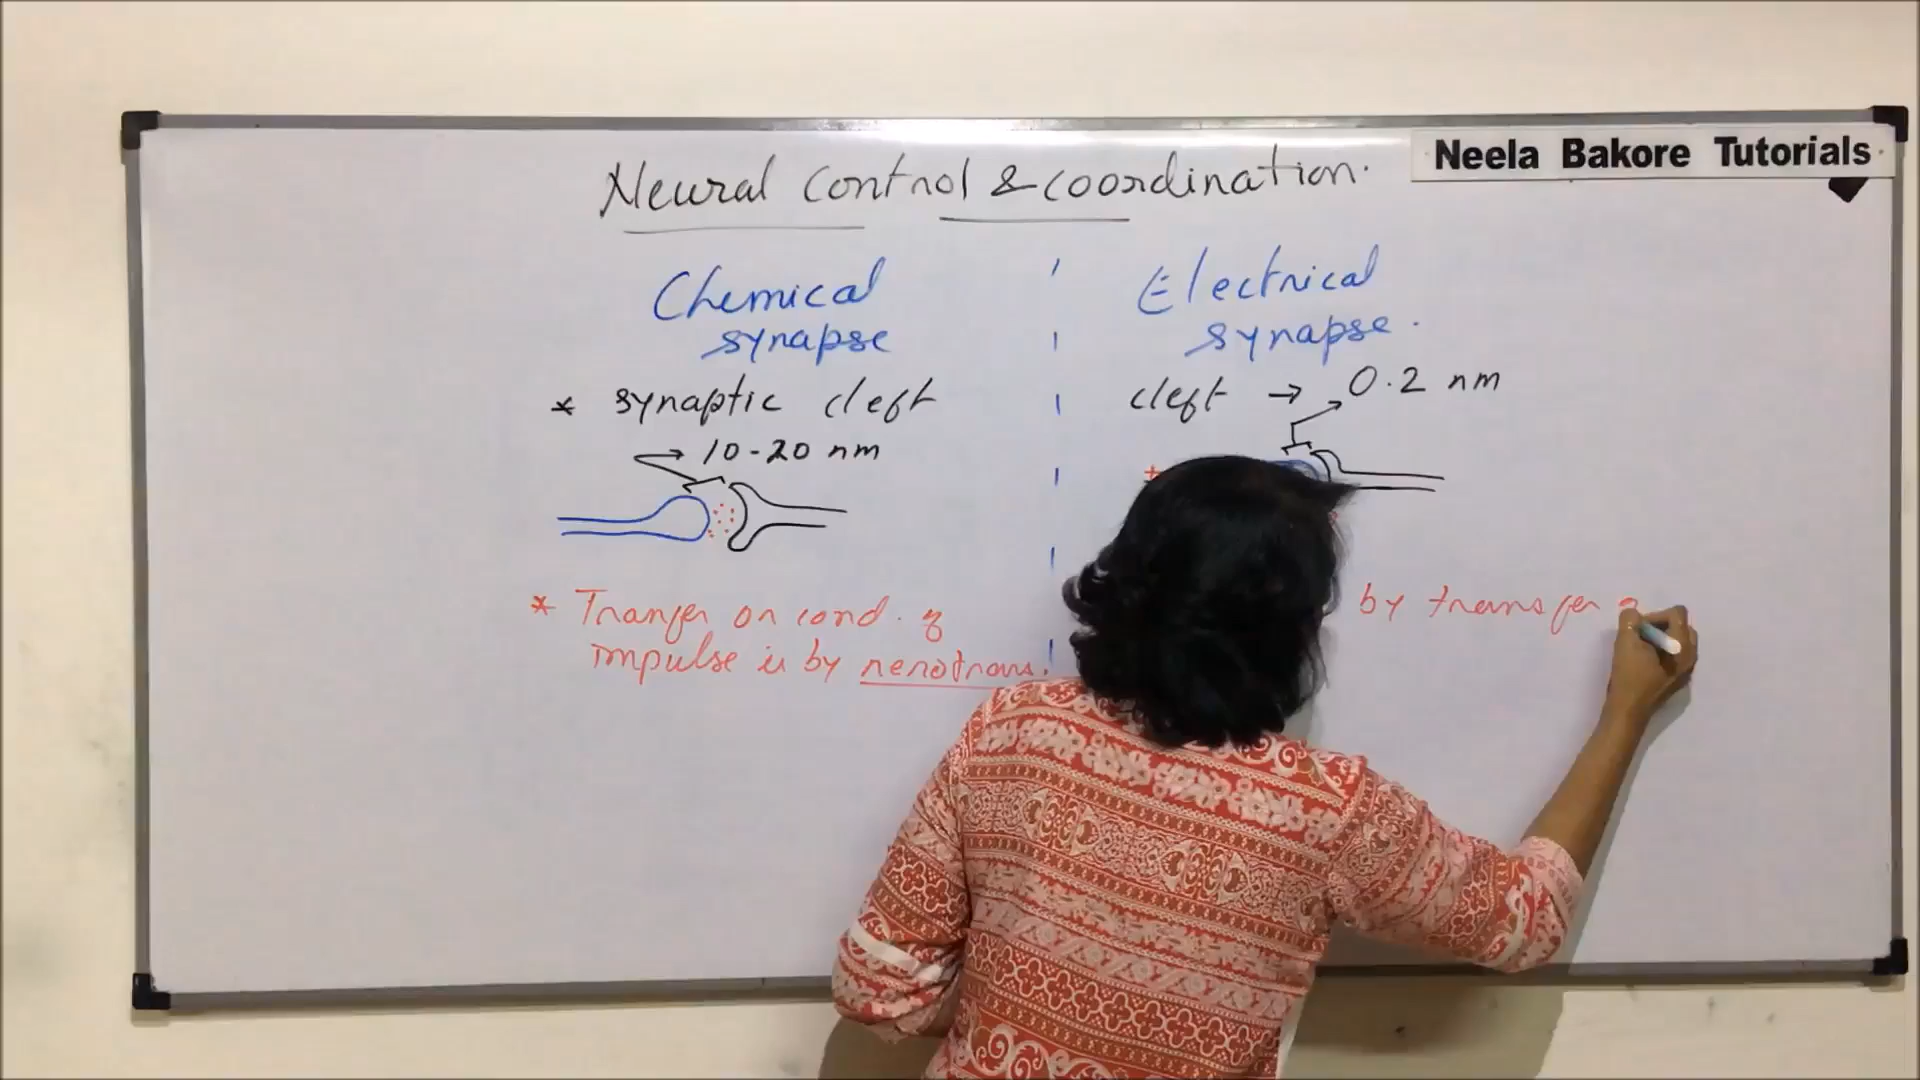 Neela Bakore Tutorials
Neural control & coordination.
Chemical
synapse
* synaptic cleft
→ 10-20 nm
* Tranfer or cond. of
impulse is by nerotrans.
Electrical
synapse.
cleft → 0.2 nm
by transfer